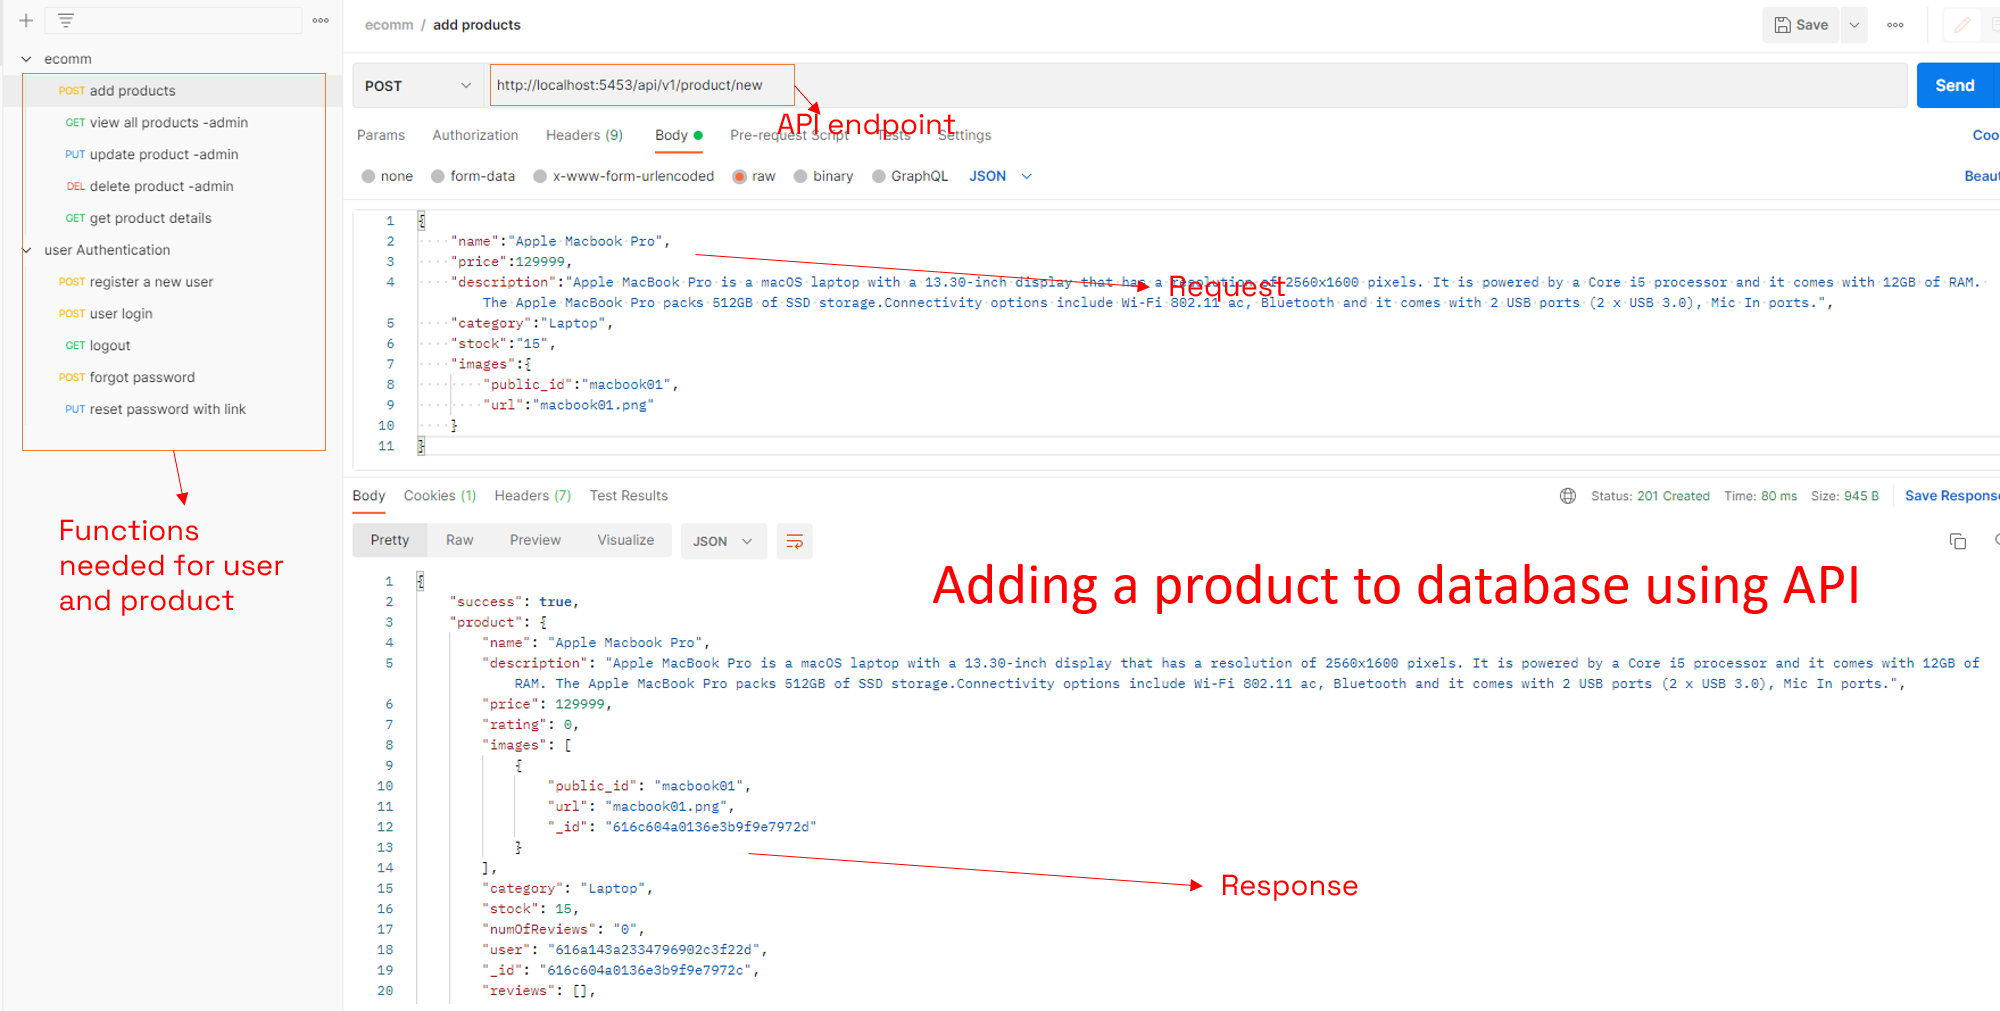 ecomm
POST add products
GET view all products -admin
PUT update product -admin
DEL delete product -admin
GET get product details
user Authentication
POST register a new user
POST user login
GET logout
POST forgot password
PUT reset password with link
Functions
needed for user
and product
ecomm / add products
Save
POST
http://localhost:5453/api/v1/product/new
Send
API endpoint
Params Authorization Headers (9) Body Pre-request Script Tests Settings
Coo
none form-data x-www-form-urlencoded raw binary GraphQL JSON
Beaut
1 {
2 "name":"Apple Macbook Pro",
3 "price":129999,
4 "description":"Apple MacBook Pro is a macOS laptop with a 13.30-inch display that has a resolution of 2560x1600 pixels. It is powered by a Core i5 processor and it comes with 12GB of RAM.
The Apple MacBook Pro packs 512GB of SSD storage.Connectivity options include Wi-Fi 802.11 ac, Bluetooth and it comes with 2 USB ports (2 x USB 3.0), Mic In ports.",
Request
5 "category":"Laptop",
6 "stock":"15",
7 "images":{
8 "public_id":"macbook01",
9 "url":"macbook01.png"
10 }
11 }
Body Cookies (1) Headers (7) Test Results
Status: 201 Created Time: 80 ms Size: 945 B Save Response
Pretty Raw Preview Visualize JSON
Adding a product to database using API
1 {
2 "success": true,
3 "product": {
4 "name": "Apple Macbook Pro",
5 "description": "Apple MacBook Pro is a macOS laptop with a 13.30-inch display that has a resolution of 2560x1600 pixels. It is powered by a Core i5 processor and it comes with 12GB of
RAM. The Apple MacBook Pro packs 512GB of SSD storage.Connectivity options include Wi-Fi 802.11 ac, Bluetooth and it comes with 2 USB ports (2 x USB 3.0), Mic In ports.",
6 "price": 129999,
7 "rating": 0,
8 "images": [
9 {
10 "public_id": "macbook01",
11 "url": "macbook01.png",
12 "_id": "616c604a0136e3b9f9e7972d"
13 }
14 ],
15 "category": "Laptop",
16 "stock": 15,
17 "numOfReviews": "0",
18 "user": "616a143a2334796902c3f22d",
19 "_id": "616c604a0136e3b9f9e7972c",
20 "reviews": [],
Response